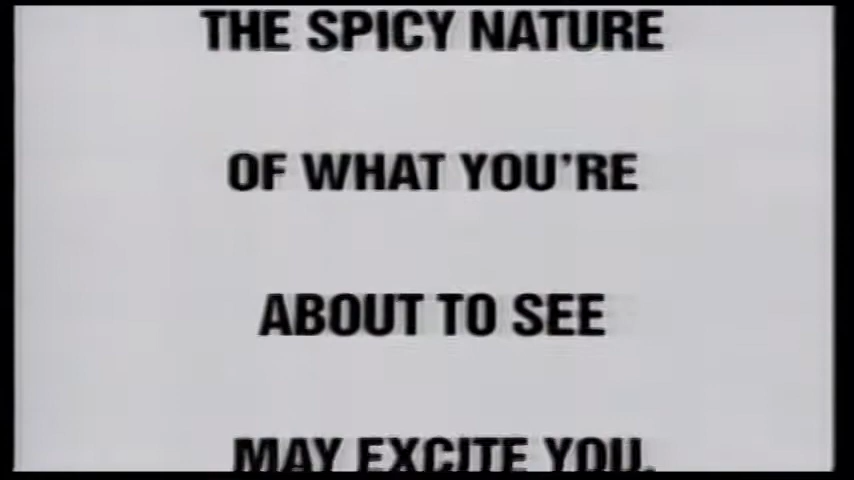 THE SPICY NATURE
OF WHAT YOU'RE
ABOUT TO SEE
MAY EXCITE YOU.